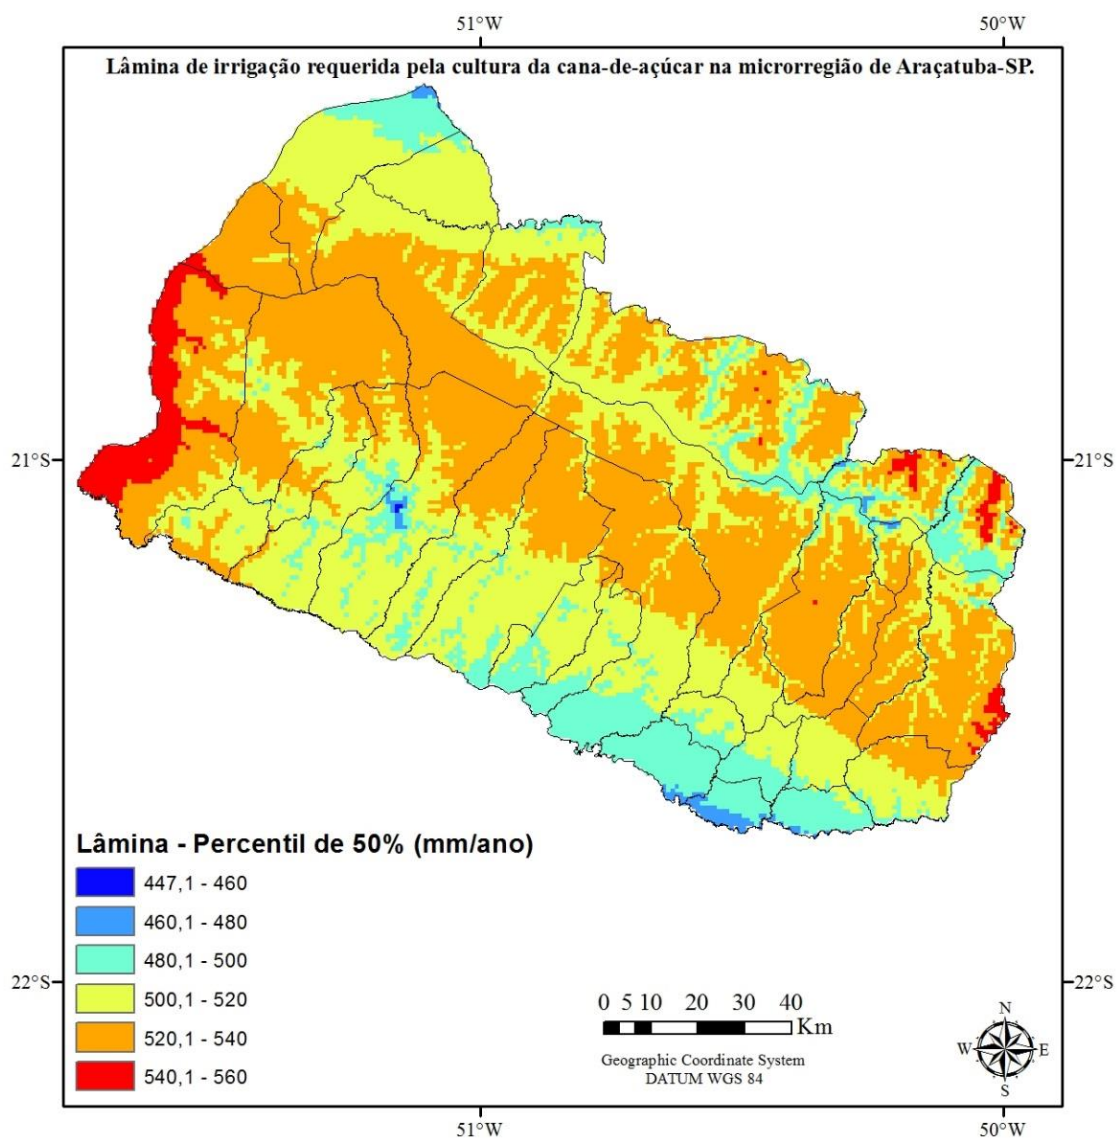 51°W 50°W
Lâmina de irrigação requerida pela cultura da cana-de-açúcar na microrregião de Araçatuba-SP.
21°S 21°S
Lâmina - Percentil de 50% (mm/ano)
447,1 - 460
460,1 - 480
480,1 - 500
500,1 - 520
520,1 - 540
540,1 - 560
22°S 22°S
0 5 10 20 30 40
Km
Geographic Coordinate System
DATUM WGS 84
N
W E
S
51°W 50°W